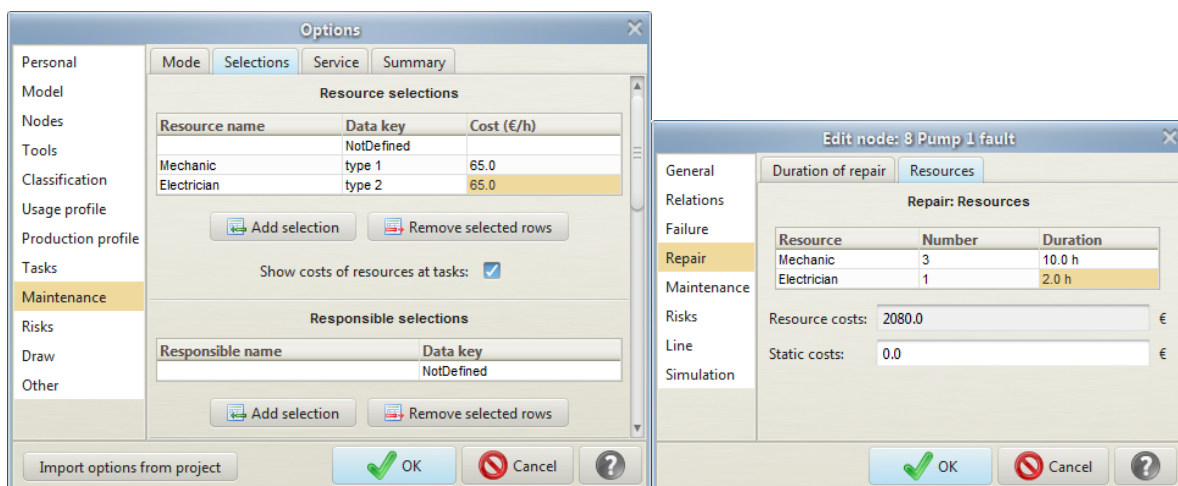 Options
Personal
Model
Nodes
Tools
Classification
Usage profile
Production profile
Tasks
Maintenance
Risks
Draw
Other
Mode Selections Service Summary
Resource selections
Resource name Data key Cost (€/h)
NotDefined
Mechanic type 1 65.0
Electrician type 2 65.0
Add selection Remove selected rows
Show costs of resources at tasks:
Responsible selections
Responsible name Data key
NotDefined
Add selection Remove selected rows
Import options from project OK Cancel ?
Edit node: 8 Pump 1 fault
General
Relations
Failure
Repair
Maintenance
Risks
Line
Simulation
Duration of repair Resources
Repair: Resources
Resource Number Duration
Mechanic 3 10.0 h
Electrician 1 2.0 h
Resource costs: 2080.0 €
Static costs: 0.0 €
OK Cancel ?